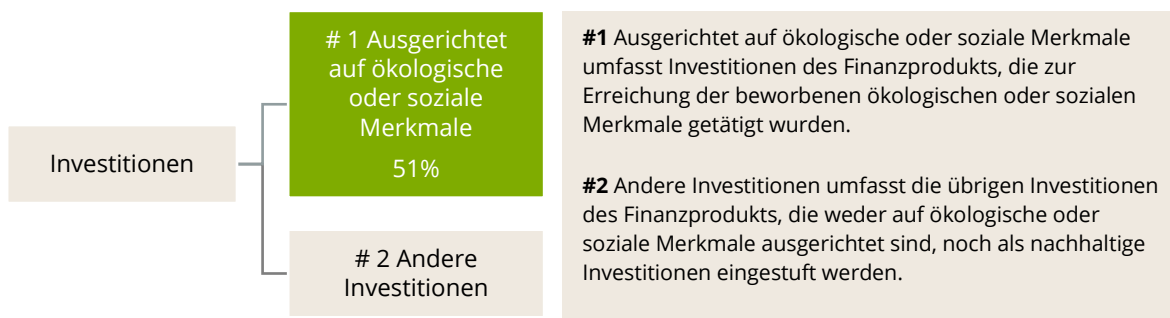 Investitionen
# 1 Ausgerichtet
auf ökologische
oder soziale
Merkmale
51%
# 2 Andere
Investitionen
#1 Ausgerichtet auf ökologische oder soziale Merkmale
umfasst Investitionen des Finanzprodukts, die zur
Erreichung der beworbenen ökologischen oder sozialen
Merkmale getätigt wurden.
#2 Andere Investitionen umfasst die übrigen Investitionen
des Finanzprodukts, die weder auf ökologische oder
soziale Merkmale ausgerichtet sind, noch als nachhaltige
Investitionen eingestuft werden.